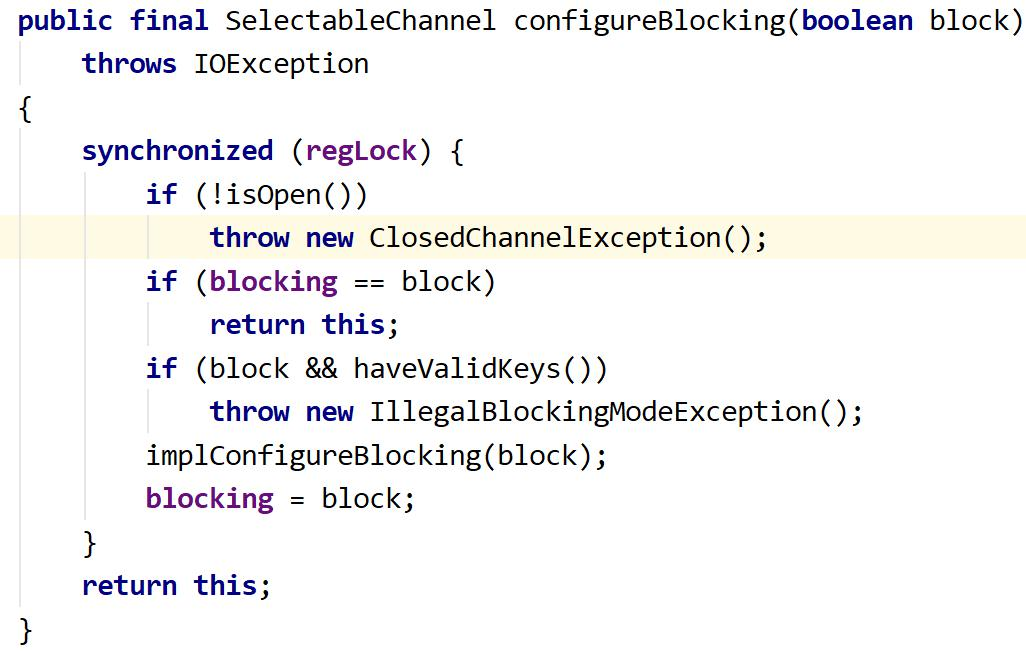 public final SelectableChannel configureBlocking(boolean block)
    throws IOException
{
    synchronized (regLock) {
        if (!isOpen())
            throw new ClosedChannelException();
        if (blocking == block)
            return this;
        if (block && haveValidKeys())
            throw new IllegalBlockingModeException();
        implConfigureBlocking(block);
        blocking = block;
    }
    return this;
}